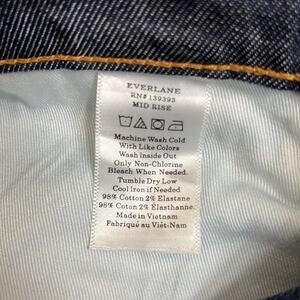 EVERLANE
RN# 139393
MID RISE
Machine Wash Cold
With Like Colors
Wash Inside Out
Only Non-Chlorine
Bleach When Needed.
Tumble Dry Low
Cool Iron if Needed
98% Cotton 2% Elastane
98% Coton 2% Élasthanne.
Made in Vietnam
Fabriqué au Viêt-Nam